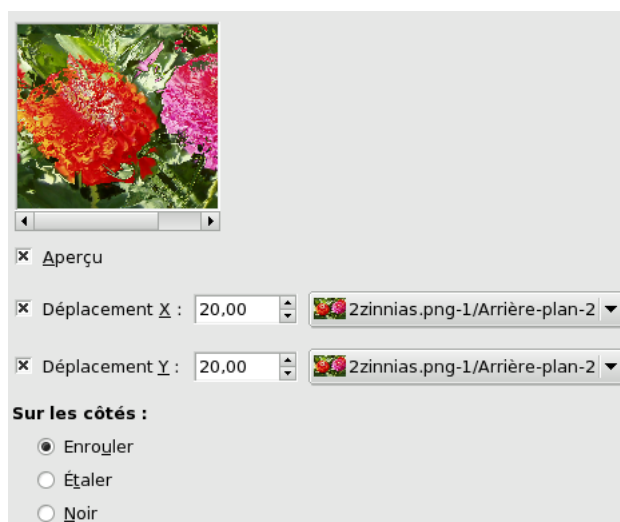 Aperçu
Déplacement X : 20,00 2zinnias.png-1/Arrière-plan-2
Déplacement Y : 20,00 2zinnias.png-1/Arrière-plan-2
Sur les côtés :
Enrouler
Étaler
Noir